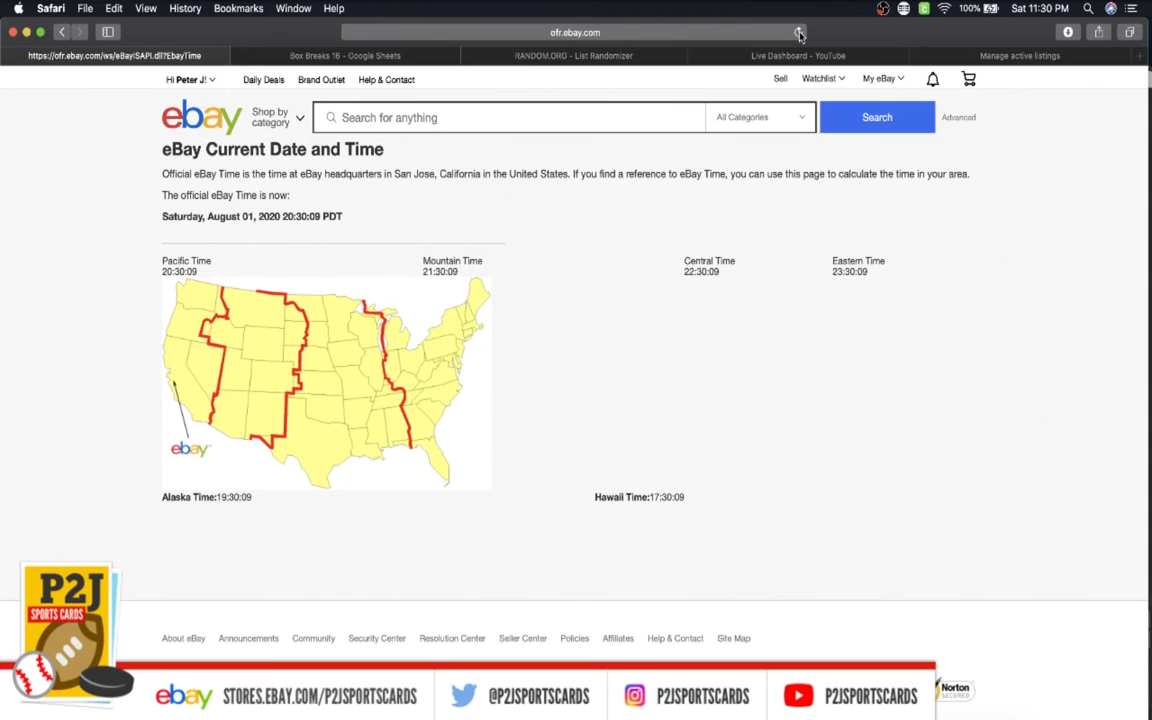 Safari File Edit View History Bookmarks Window Help 100% Sat 11:30 PM
ofr.ebay.com
https://ofr.ebay.com/ws/eBayISAPI.dll?EbayTime Box Breaks 16 - Google Sheets RANDOM.ORG - List Randomizer Live Dashboard - YouTube Manage active listings
Hi Peter J! Daily Deals Brand Outlet Help & Contact Sell Watchlist My eBay
ebay Shop by category Search for anything All Categories Search Advanced
eBay Current Date and Time
Official eBay Time is the time at eBay headquarters in San Jose, California in the United States. If you find a reference to eBay Time, you can use this page to calculate the time in your area.
The official eBay Time is now:
Saturday, August 01, 2020 20:30:09 PDT
Pacific Time Mountain Time Central Time Eastern Time
20:30:09 21:30:09 22:30:09 23:30:09
ebay
Alaska Time:19:30:09 Hawaii Time:17:30:09
P2J
SPORTS CARDS
About eBay Announcements Community Security Center Resolution Center Seller Center Policies Affiliates Help & Contact Site Map
ebay STORES.EBAY.COM/P2JSPORTSCARDS @P2JSPORTSCARDS P2JSPORTSCARDS P2JSPORTSCARDS
Norton
SECURED